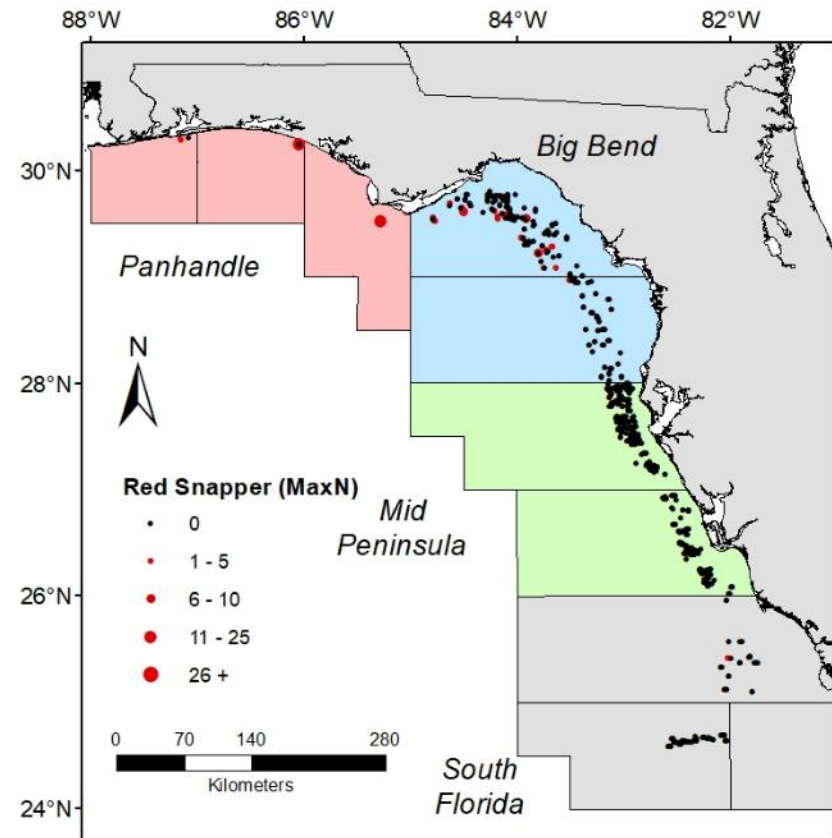 88°W 86°W 84°W 82°W
30°N
Big Bend
Panhandle
N
28°N
Red Snapper (MaxN)
0
1 - 5
6 - 10
11 - 25
26 +
Mid
Peninsula
26°N
0 70 140 280
Kilometers
South
Florida
24°N